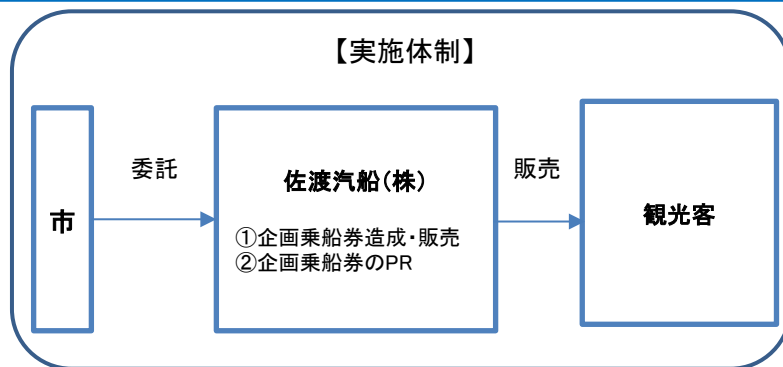 【実施体制】
市
委託
佐渡汽船(株)
①企画乗船券造成・販売
②企画乗船券のPR
販売
観光客